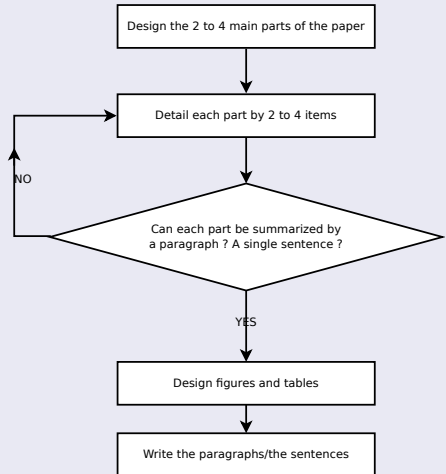 Design the 2 to 4 main parts of the paper
Detail each part by 2 to 4 items
NO
Can each part be summarized by
a paragraph ? A single sentence ?
YES
Design figures and tables
Write the paragraphs/the sentences